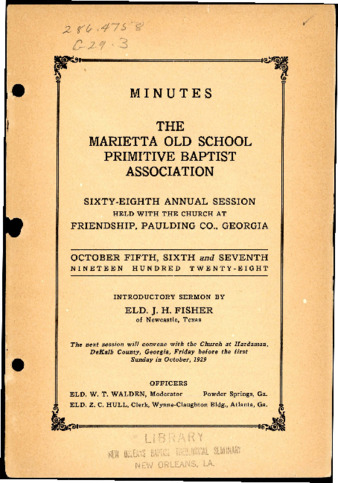 286.4758
G29.3
MINUTES
THE
MARIETTA OLD SCHOOL
PRIMITIVE BAPTIST
ASSOCIATION
SIXTY-EIGHTH ANNUAL SESSION
HELD WITH THE CHURCH AT
FRIENDSHIP, PAULDING CO., GEORGIA
OCTOBER FIFTH, SIXTH and SEVENTH
NINETEEN HUNDRED TWENTY-EIGHT
INTRODUCTORY SERMON BY
ELD. J. H. FISHER
of Newcastle, Texas
The next session will convene with the Church at Hardaman,
DeKalb County, Georgia, Friday before the first
Sunday in October, 1929
OFFICERS
ELD. W. T. WALDEN, Moderator Powder Springs, Ga.
ELD. Z. C. HULL, Clerk, Wynne-Claughton Bldg., Atlanta, Ga.
LIBRARY
NEW ORLEANS BAPTIST THEOLOGICAL SEMINARY
NEW ORLEANS, LA.